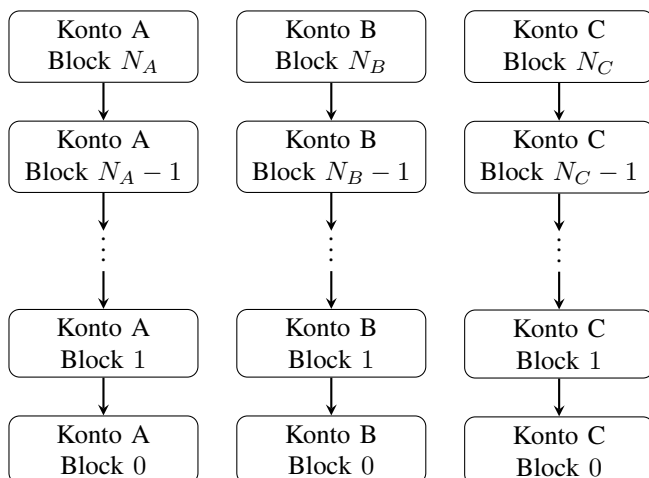 Konto A
Block N_A
Konto B
Block N_B
Konto C
Block N_C
Konto A
Block N_A − 1
Konto B
Block N_B − 1
Konto C
Block N_C − 1
⋮
⋮
⋮
Konto A
Block 1
Konto B
Block 1
Konto C
Block 1
Konto A
Block 0
Konto B
Block 0
Konto C
Block 0